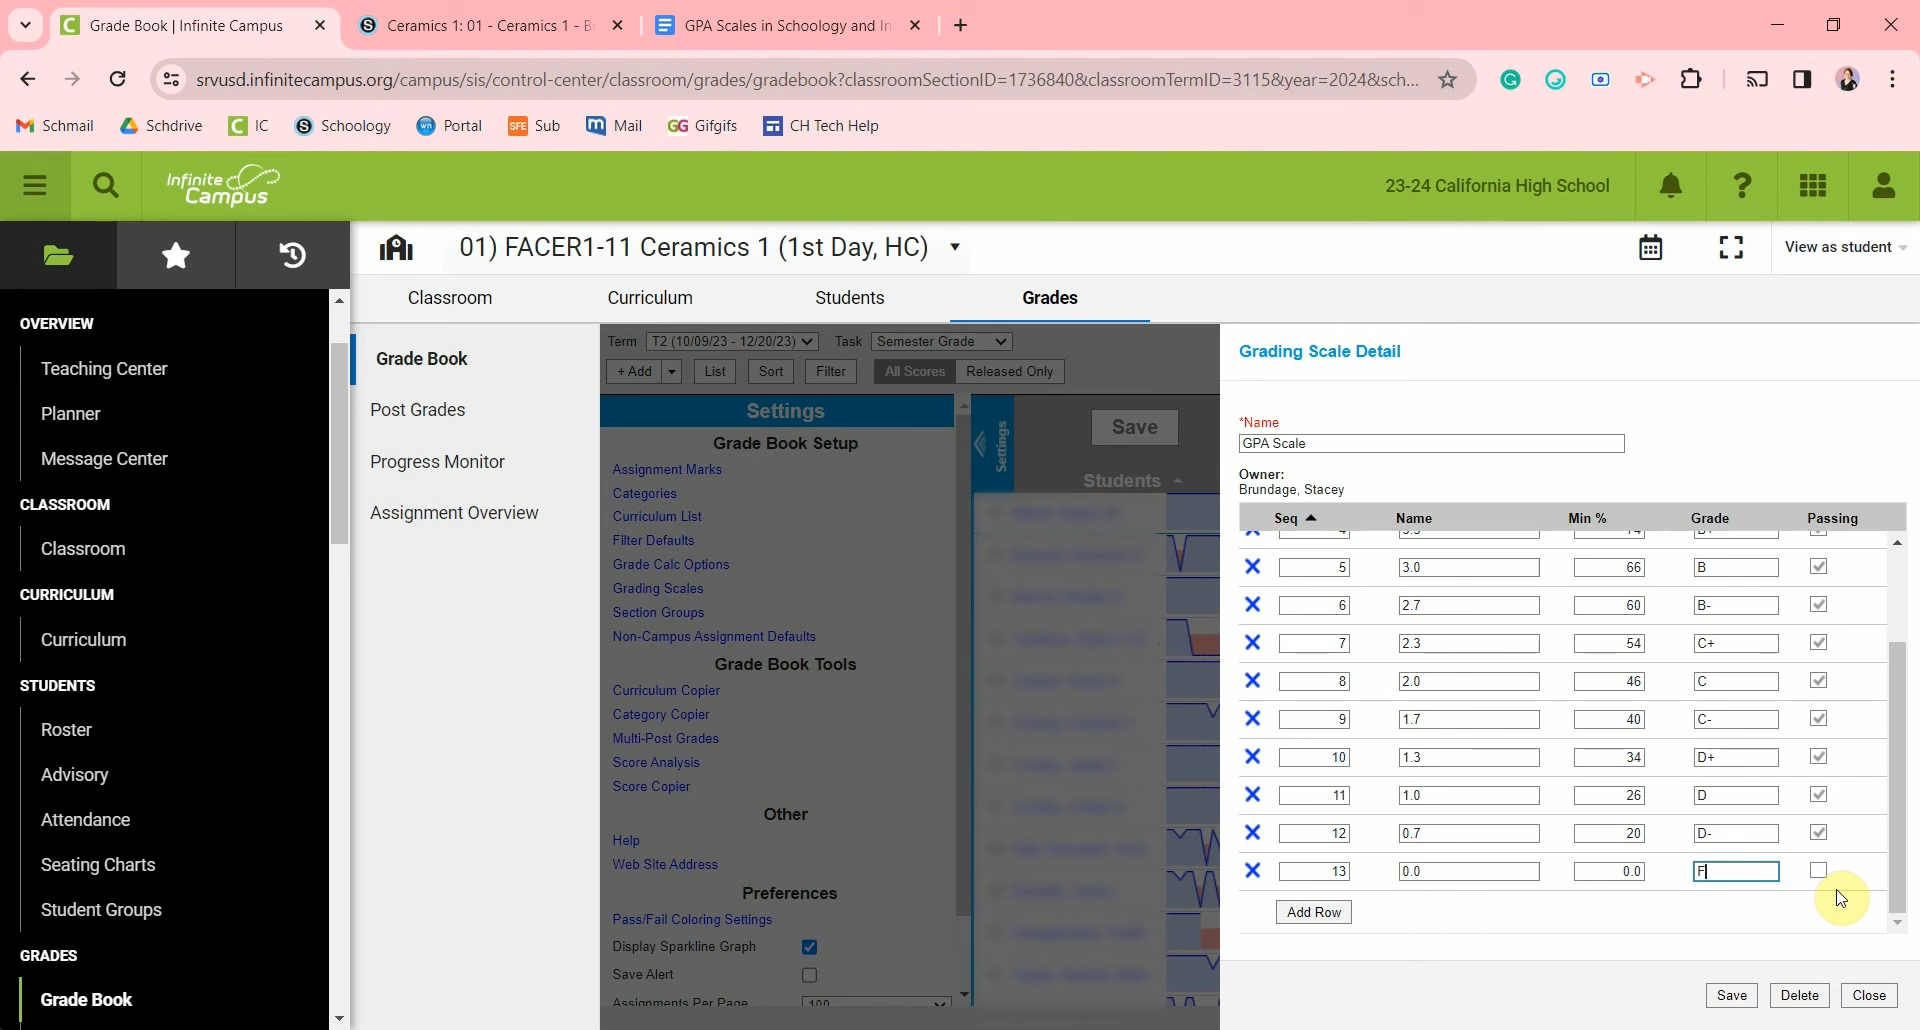 Grade Book | Infinite Campus
Ceramics 1: 01 - Ceramics 1 - B
GPA Scales in Schoology and In
srvusd.infinitecampus.org/campus/sis/control-center/classroom/grades/gradebook?classroomSectionID=1736840&classroomTermID=3115&year=2024&sch...
Schmail
Schdrive
IC
Schoology
Portal
Sub
Mail
Gifgifs
CH Tech Help
Infinite Campus
23-24 California High School
01) FACER1-11 Ceramics 1 (1st Day, HC)
View as student
Classroom
Curriculum
Students
Grades
OVERVIEW
Teaching Center
Planner
Message Center
CLASSROOM
Classroom
CURRICULUM
Curriculum
STUDENTS
Roster
Advisory
Attendance
Seating Charts
Student Groups
GRADES
Grade Book
Grade Book
Post Grades
Progress Monitor
Assignment Overview
Term T2 (10/09/23 - 12/20/23) Task Semester Grade
+ Add List Sort Filter All Scores Released Only
Settings
Grade Book Setup
Assignment Marks
Categories
Curriculum List
Filter Defaults
Grade Calc Options
Grading Scales
Section Groups
Non-Campus Assignment Defaults
Grade Book Tools
Curriculum Copier
Category Copier
Multi-Post Grades
Score Analysis
Score Copier
Other
Help
Web Site Address
Preferences
Pass/Fail Coloring Settings
Display Sparkline Graph
Save Alert
Assignments Per Page 100
Settings
Save
Students
Grading Scale Detail
*Name
GPA Scale
Owner:
Brundage, Stacey
Seq Name Min % Grade Passing
5 3.0 66 B
6 2.7 60 B-
7 2.3 54 C+
8 2.0 46 C
9 1.7 40 C-
10 1.3 34 D+
11 1.0 26 D
12 0.7 20 D-
13 0.0 0.0 F
Add Row
Save Delete Close